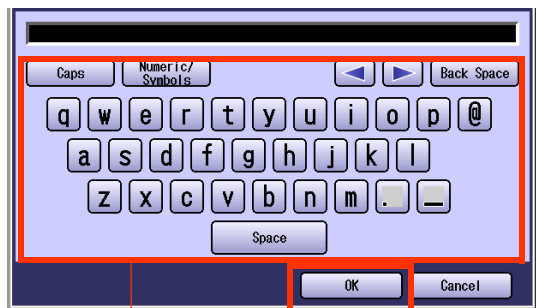 Caps Numeric/ Back Space
Symbols
q w e r t y u i o p @
a s d f g h j k l
z x c v b n m . _
Space
OK Cancel